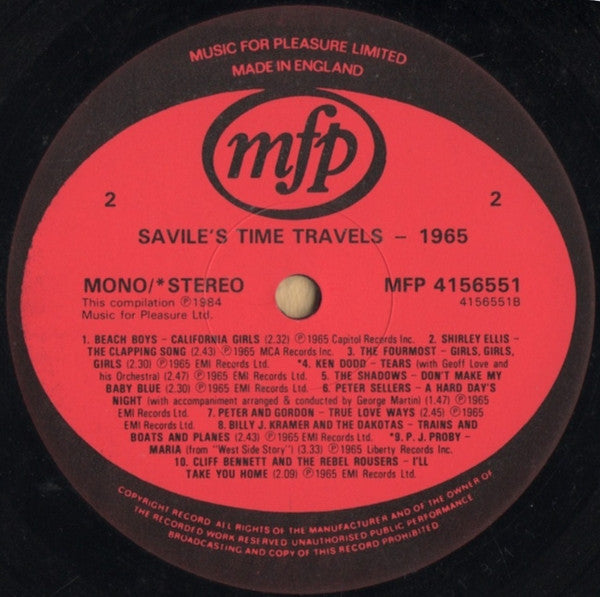 MUSIC FOR PLEASURE LIMITED
MADE IN ENGLAND
mfp
2
2
SAVILE'S TIME TRAVELS – 1965
MONO/*STEREO
MFP 4156551
This compilation ℗1984
4156551B
Music for Pleasure Ltd.
1. BEACH BOYS – CALIFORNIA GIRLS (2.32) ℗1965 Capitol Records Inc. 2. SHIRLEY ELLIS –
THE CLAPPING SONG (2.43) ℗1965 MCA Records Inc. 3. THE FOURMOST – GIRLS, GIRLS,
GIRLS (2.30) ℗1965 EMI Records Ltd. *4. KEN DODD – TEARS (with Geoff Love and
his Orchestra) (2.47) ℗1965 EMI Records Ltd. 5. THE SHADOWS – DON'T MAKE MY
BABY BLUE (2.30) ℗1965 EMI Records Ltd. 6. PETER SELLERS – A HARD DAY'S
NIGHT (with accompaniment arranged & conducted by George Martin) (1.47) ℗1965
EMI Records Ltd. 7. PETER AND GORDON – TRUE LOVE WAYS (2.45) ℗1965
EMI Records Ltd. 8. BILLY J. KRAMER AND THE DAKOTAS – TRAINS AND
BOATS AND PLANES (2.43) ℗1965 EMI Records Ltd. *9. P. J. PROBY –
MARIA (from "West Side Story") (3.33) ℗1965 Liberty Records Inc.
10. CLIFF BENNETT AND THE REBEL ROUSERS – I'LL
TAKE YOU HOME (2.09) ℗1965 EMI Records Ltd.
COPYRIGHT RECORD ALL RIGHTS OF THE MANUFACTURER AND OF THE OWNER OF
THE RECORDED WORK RESERVED UNAUTHORISED PUBLIC PERFORMANCE
BROADCASTING AND COPY OF THIS RECORD PROHIBITED